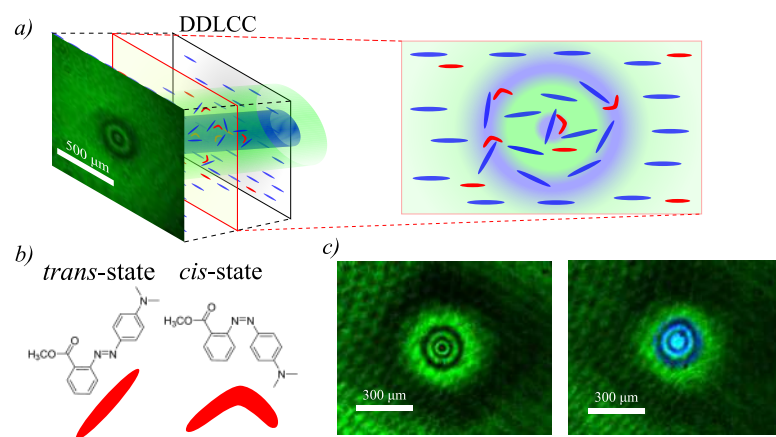 a)
DDLCC
500 μm
b)
trans-state
cis-state
c)
N
O
H₃CO
O
N=N
H₃CO
O
N=N
N
300 μm
300 μm